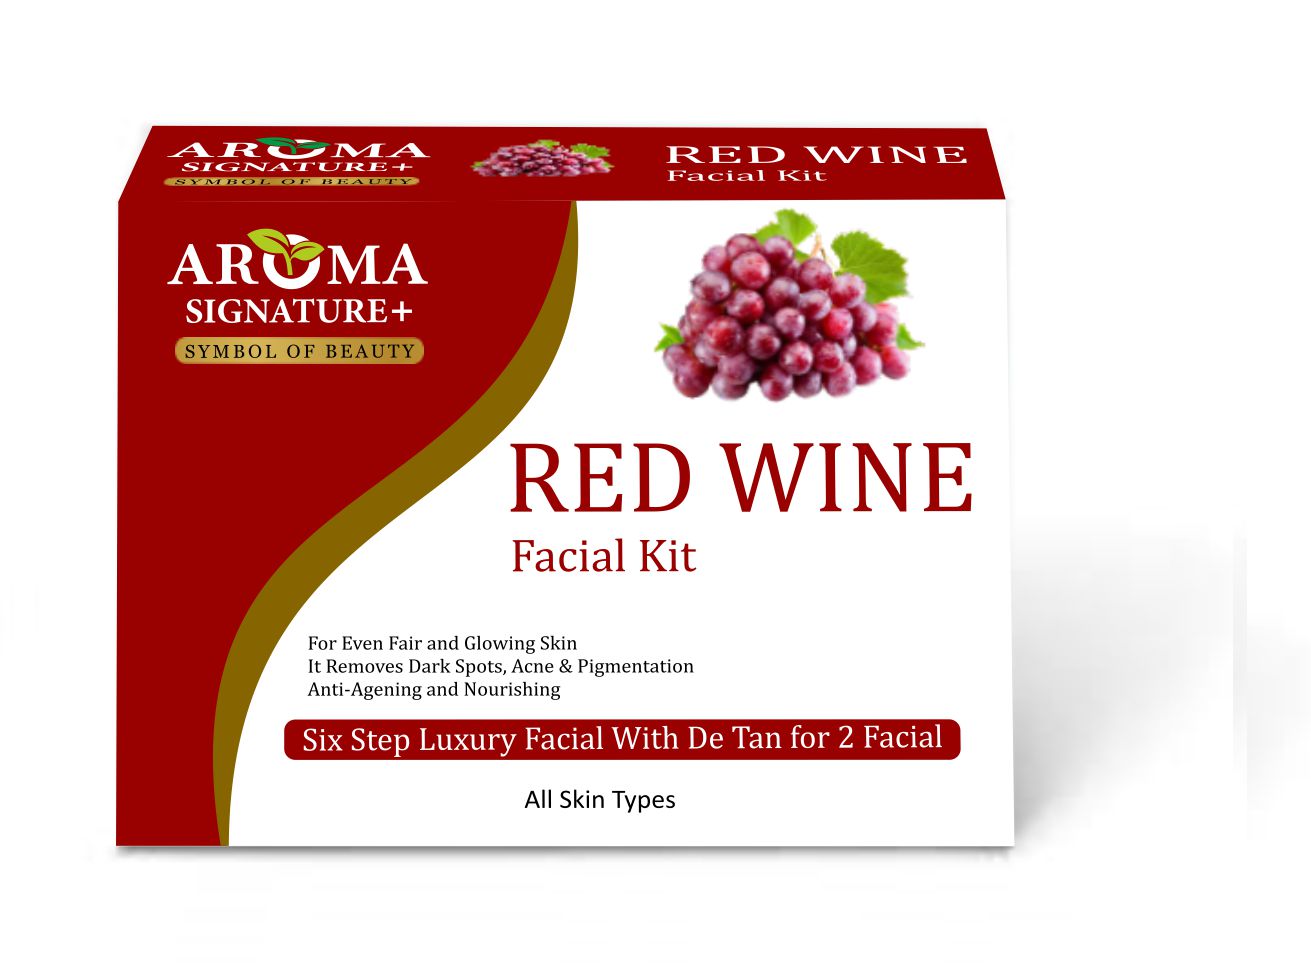 AROMA
SIGNATURE+
SYMBOL OF BEAUTY
RED WINE
Facial Kit
AROMA
SIGNATURE+
SYMBOL OF BEAUTY
RED WINE
Facial Kit
For Even Fair and Glowing Skin
It Removes Dark Spots, Acne & Pigmentation
Anti-Agening and Nourishing
Six Step Luxury Facial With De Tan for 2 Facial
All Skin Types